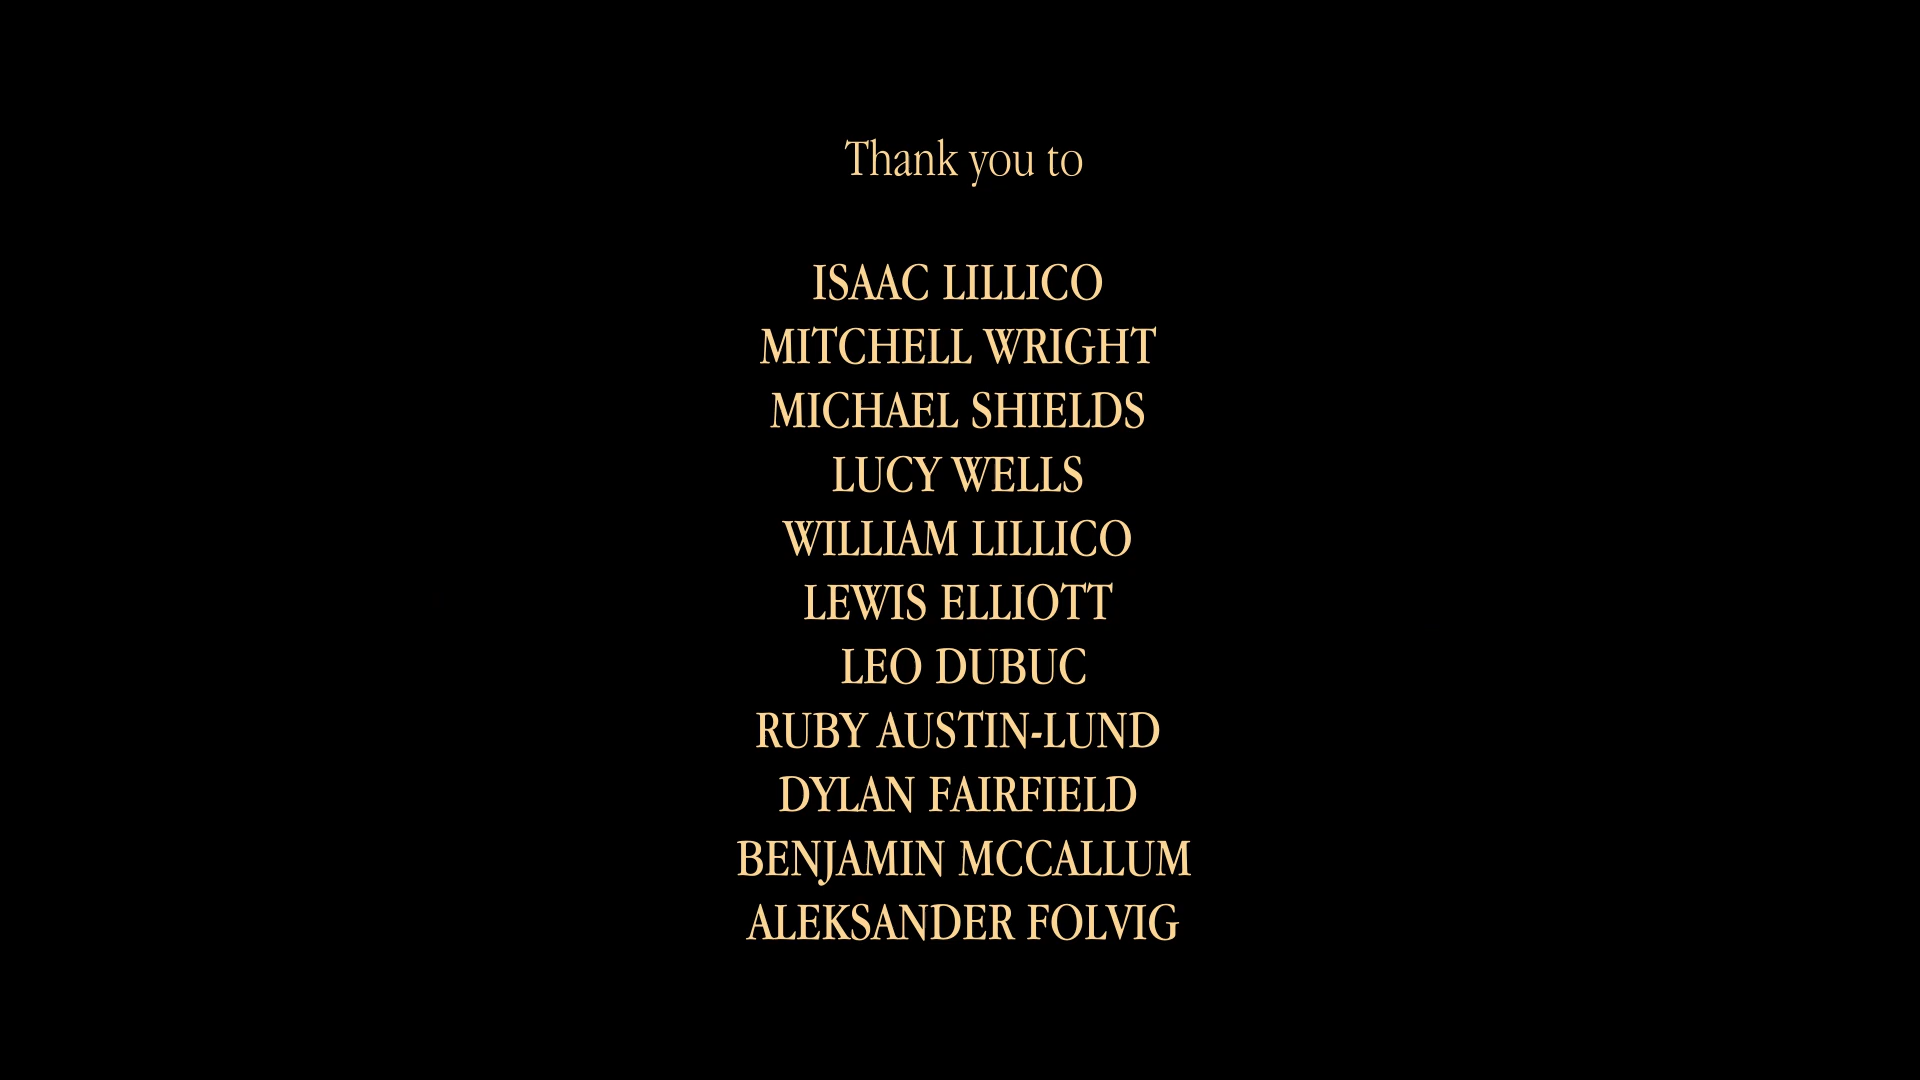 Thank you to
ISAAC LILLICO
MITCHELL WRIGHT
MICHAEL SHIELDS
LUCY WELLS
WILLIAM LILLICO
LEWIS ELLIOTT
LEO DUBUC
RUBY AUSTIN-LUND
DYLAN FAIRFIELD
BENJAMIN MCCALLUM
ALEKSANDER FOLVIG